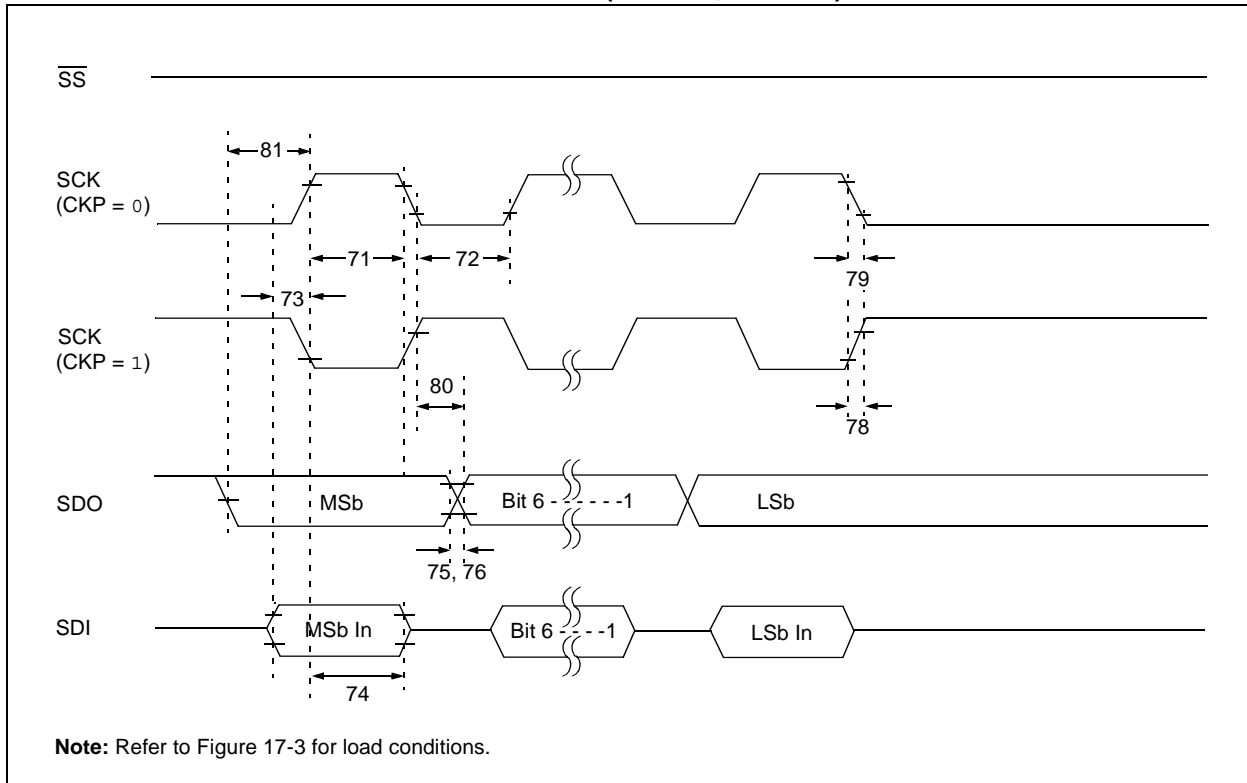 SS
81
SCK
(CKP = 0)
71
72
79
73
SCK
(CKP = 1)
80
78
SDO
MSb
Bit 6 - - - - - -1
LSb
75, 76
SDI
MSb In
Bit 6 - - - - -1
LSb In
74
Note: Refer to Figure 17-3 for load conditions.